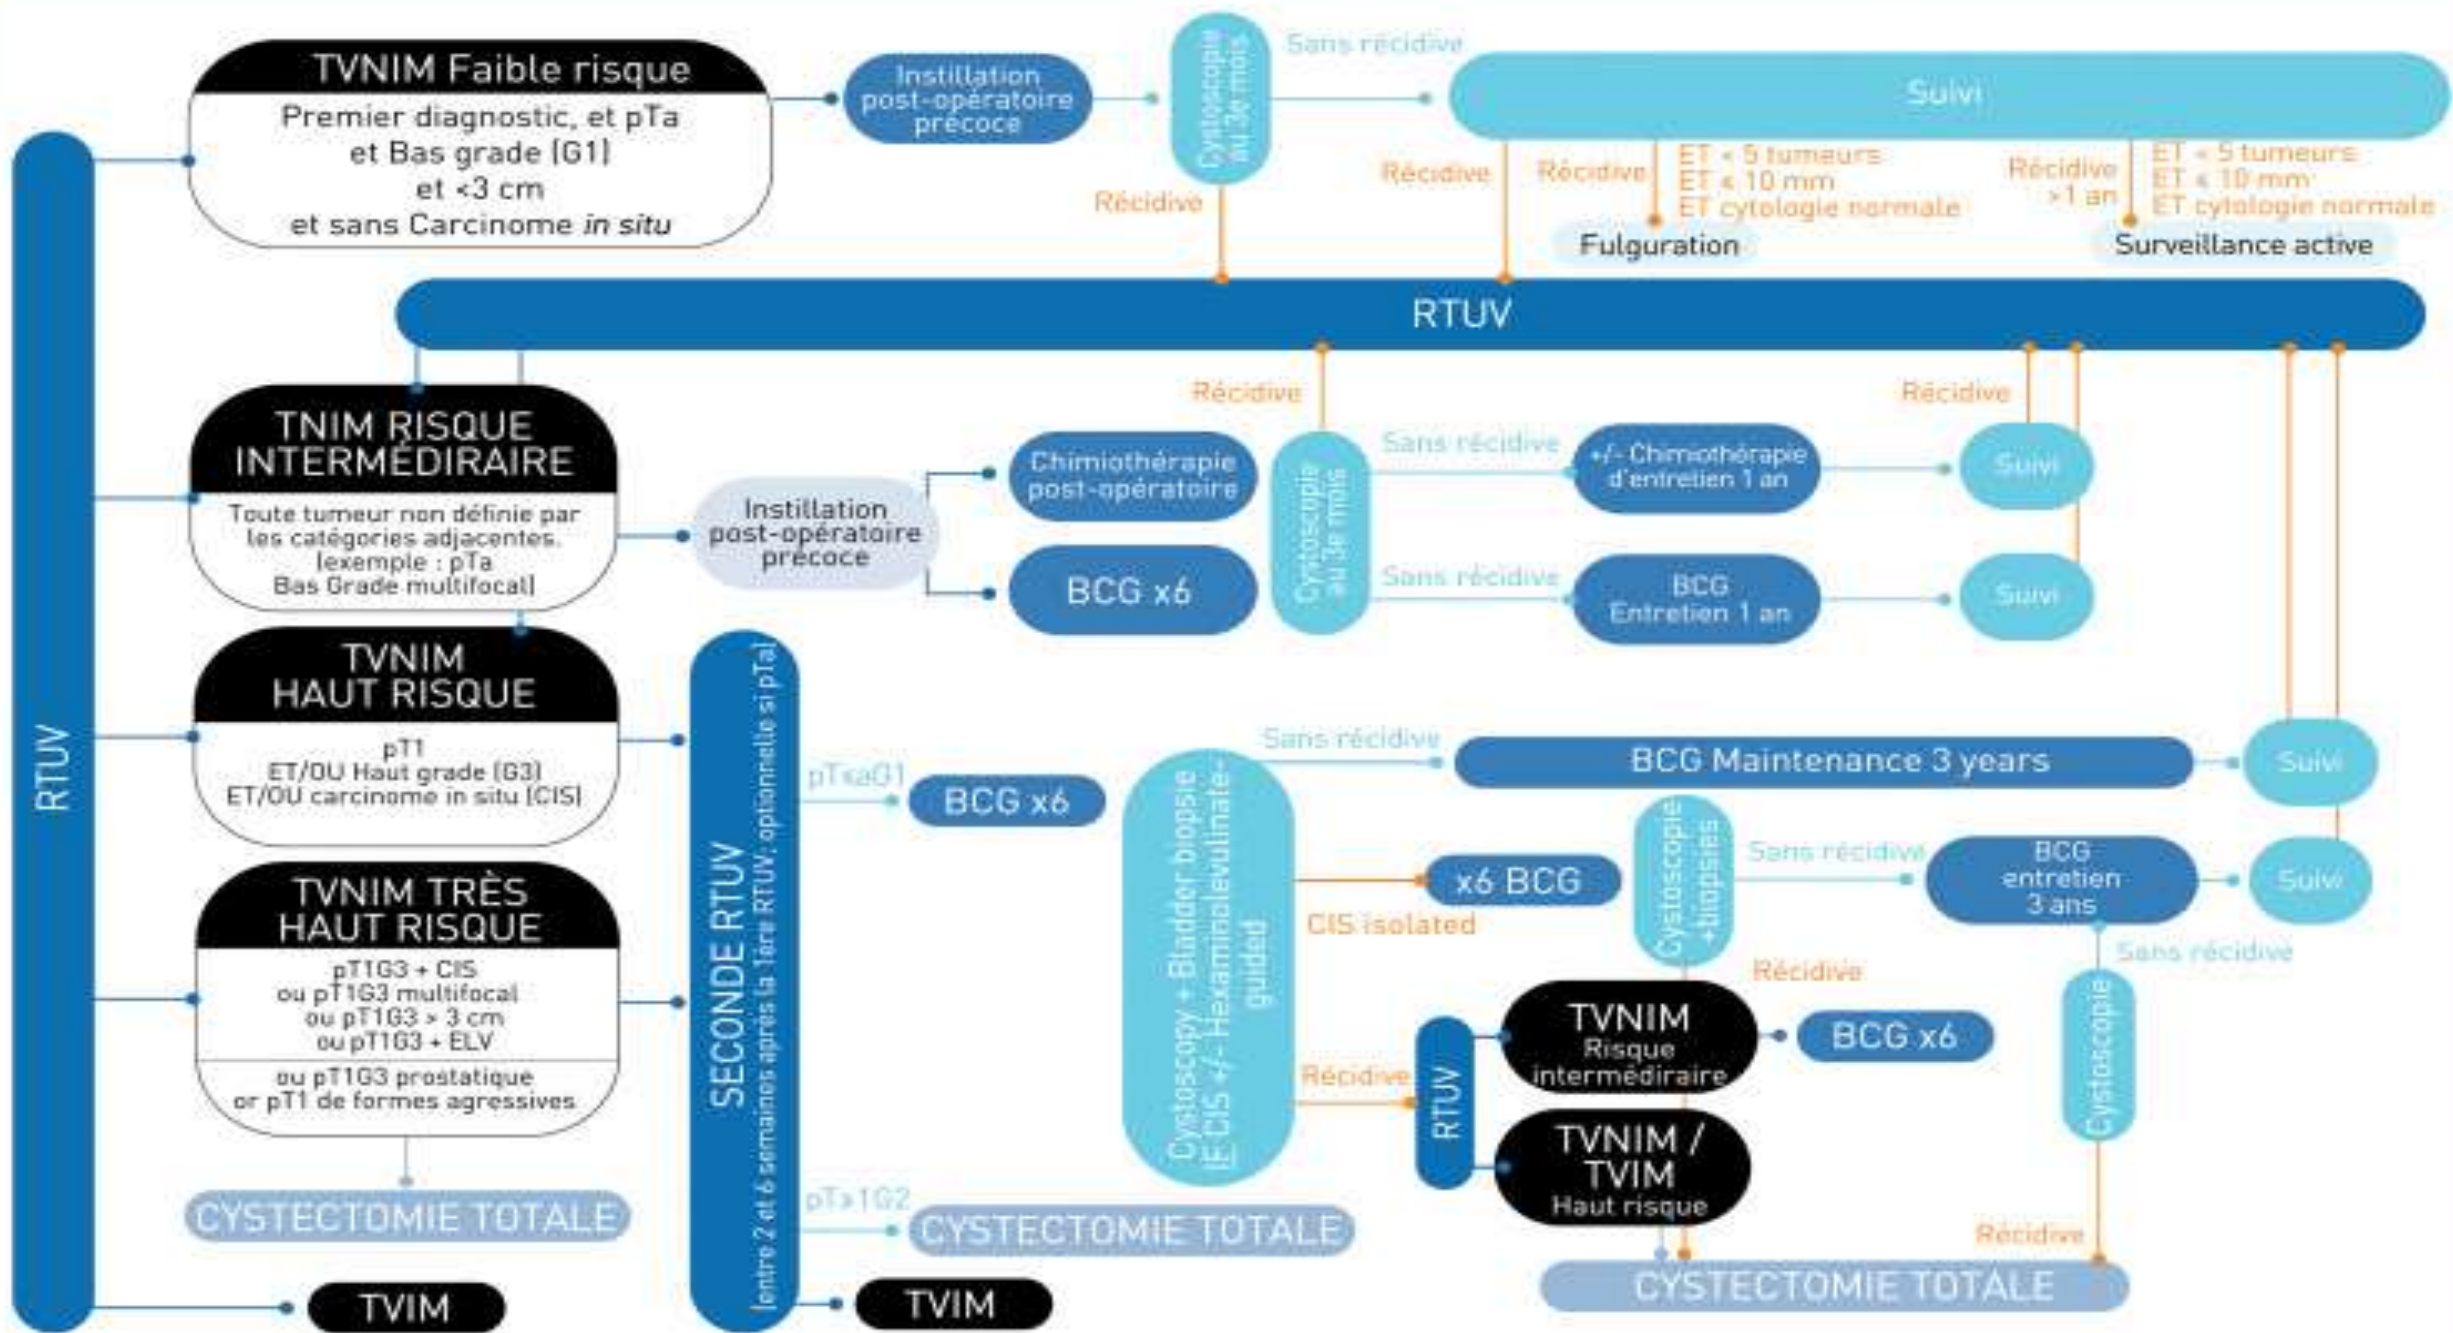 RTUV
TVNIM Faible risque
Premier diagnostic, et pTa
et Bas grade (G1)
et <3 cm
et sans Carcinome in situ
Instillation
post-opératoire
précoce
Cystoscopie
au 3e mois
Sans récidive
Suivi
Récidive
Récidive
Récidive
ET < 5 tumeurs
ET ≤ 10 mm
ET cytologie normale
Fulguration
Récidive
>1 an
ET < 5 tumeurs
ET ≤ 10 mm
ET cytologie normale
Surveillance active
RTUV
TNIM RISQUE
INTERMÉDIRAIRE
Toute tumeur non définie par
les catégories adjacentes.
(exemple : pTa
Bas Grade multifocal)
Instillation
post-opératoire
précoce
Chimiothérapie
post-opératoire
BCG x6
Récidive
Cystoscopie
au 3e mois
Sans récidive
+/- Chimiothérapie
d'entretien 1 an
Récidive
Suivi
Sans récidive
BCG
Entretien 1 an
Suivi
TVNIM
HAUT RISQUE
pT1
ET/OU Haut grade (G3)
ET/OU carcinome in situ (CIS)
TVNIM TRÈS
HAUT RISQUE
pT1G3 + CIS
ou pT1G3 multifocal
ou pT1G3 > 3 cm
ou pT1G3 + ELV
ou pT1G3 prostatique
or pT1 de formes agressives
CYSTECTOMIE TOTALE
TVIM
SECONDE RTUV
(entre 2 et 6 semaines après la 1ère RTUV; optionnelle si pTa)
pT≤aG1
BCG x6
pT≥1G2
CYSTECTOMIE TOTALE
TVIM
Cystoscopy + Bladder biopsie
IF CIS +/- Hexaminolevulinate-
guided
Sans récidive
BCG Maintenance 3 years
Suivi
x6 BCG
CIS isolated
Cystoscopie
+biopsies
Sans récidive
BCG
entretien
3 ans
Suivi
Sans récidive
Récidive
Récidive
RTUV
TVNIM
Risque
intermédiraire
BCG x6
Cystoscopie
TVNIM /
TVIM
Haut risque
Récidive
CYSTECTOMIE TOTALE